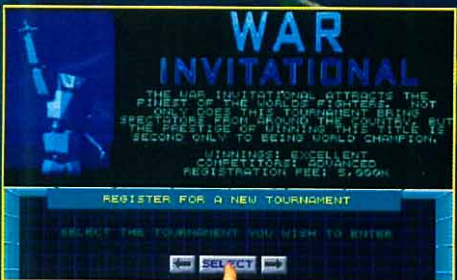 WAR
INVITATIONAL
THE WAR INVITATIONAL ATTRACTS THE
FINEST OF THE WORLDS FIGHTERS. NOT
ONLY DOES THIS TOURNAMENT BRING
SPECTATORS FROM AROUND THE COUNTRY BUT
THE PRESTIGE OF WINNING THIS TITLE IS
SECOND ONLY TO BEING WORLD CHAMPION.
WINNINGS: EXCELLENT
COMPETITORS:
REGISTRATION FEE: 5,000K
REGISTER FOR A NEW TOURNAMENT
SELECT THE TOURNAMENT YOU WISH TO ENTER
SELECT